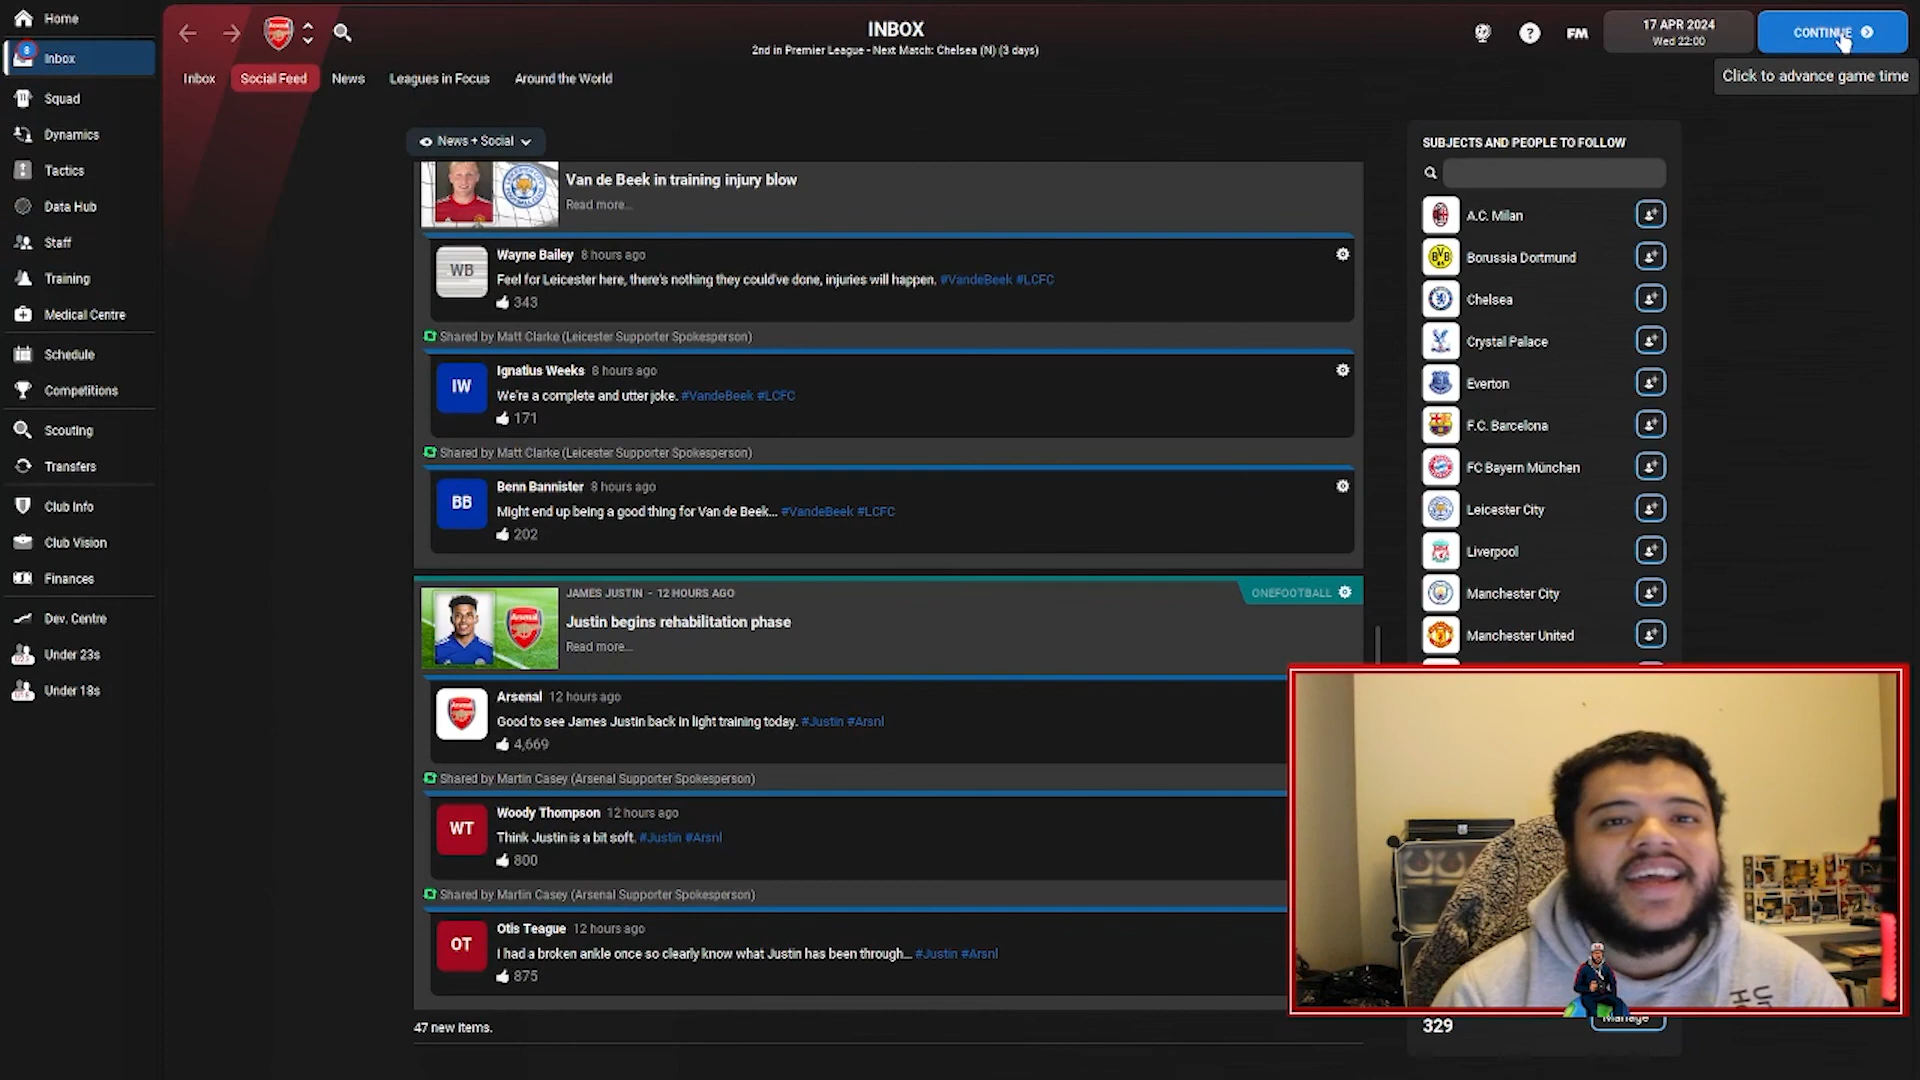 Home
8
Inbox
Squad
Dynamics
Tactics
Data Hub
Staff
Training
Medical Centre
Schedule
Competitions
Scouting
Transfers
Club Info
Club Vision
Finances
Dev. Centre
Under 23s
Under 18s
INBOX
2nd in Premier League - Next Match: Chelsea (N) (3 days)
FM
17 APR 2024
Wed 22:00
CONTINUE
Click to advance game time
Inbox
Social Feed
News
Leagues in Focus
Around the World
News + Social
Van de Beek in training injury blow
Read more...
WB
Wayne Bailey 8 hours ago
Feel for Leicester here, there's nothing they could've done, injuries will happen. #VandeBeek #LCFC
343
Shared by Matt Clarke (Leicester Supporter Spokesperson)
IW
Ignatius Weeks 8 hours ago
We're a complete and utter joke. #VandeBeek #LCFC
171
Shared by Matt Clarke (Leicester Supporter Spokesperson)
BB
Benn Bannister 8 hours ago
Might end up being a good thing for Van de Beek... #VandeBeek #LCFC
202
JAMES JUSTIN - 12 HOURS AGO
ONEFOOTBALL
Justin begins rehabilitation phase
Read more...
Arsenal 12 hours ago
Good to see James Justin back in light training today. #Justin #Arsnl
4,669
Shared by Martin Casey (Arsenal Supporter Spokesperson)
WT
Woody Thompson 12 hours ago
Think Justin is a bit soft. #Justin #Arsnl
800
Shared by Martin Casey (Arsenal Supporter Spokesperson)
OT
Otis Teague 12 hours ago
I had a broken ankle once so clearly know what Justin has been through... #Justin #Arsnl
875
47 new items.
SUBJECTS AND PEOPLE TO FOLLOW
A.C. Milan
Borussia Dortmund
Chelsea
Crystal Palace
Everton
F.C. Barcelona
FC Bayern München
Leicester City
Liverpool
Manchester City
Manchester United
329
Manage